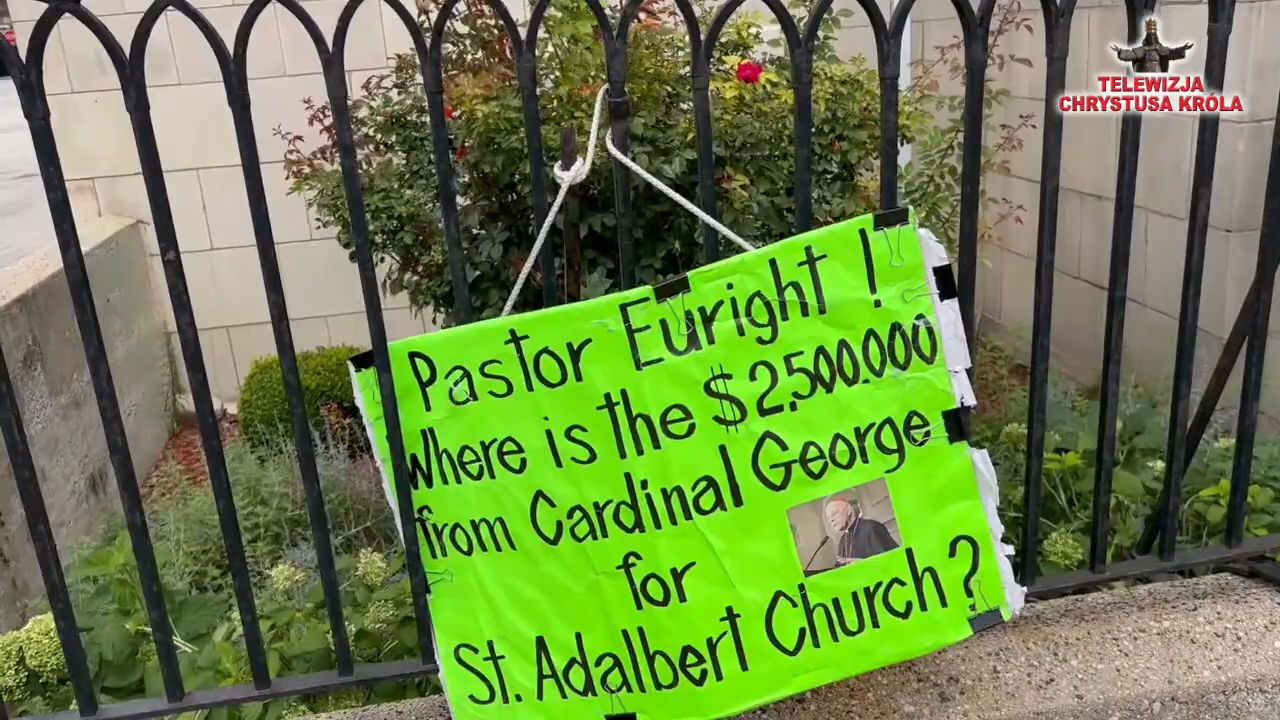 TELEWIZJA
CHRYSTUSA KRÓLA
Pastor Euright !
Where is the $2,500.000
from Cardinal George
for
St. Adalbert Church?